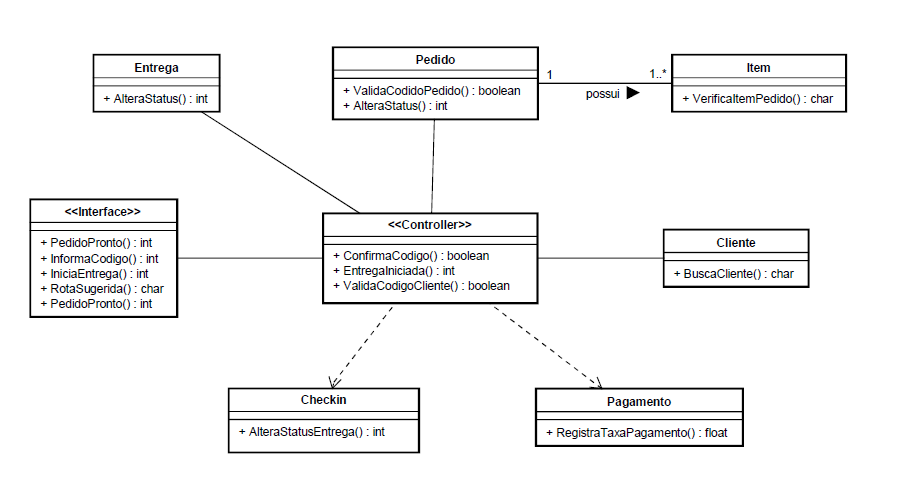 Entrega
+ AlteraStatus() : int
Pedido
+ ValidaCodidoPedido() : boolean
+ AlteraStatus() : int
1
1..*
possui
Item
+ VerificaItemPedido() : char
<<Interface>>
+ PedidoPronto() : int
+ InformaCodigo() : int
+ IniciaEntrega() : int
+ RotaSugerida() : char
+ PedidoPronto() : int
<<Controller>>
+ ConfirmaCodigo() : boolean
+ EntregaIniciada() : int
+ ValidaCodigoCliente() : boolean
Cliente
+ BuscaCliente() : char
Checkin
+ AlteraStatusEntrega() : int
Pagamento
+ RegistraTaxaPagamento() : float